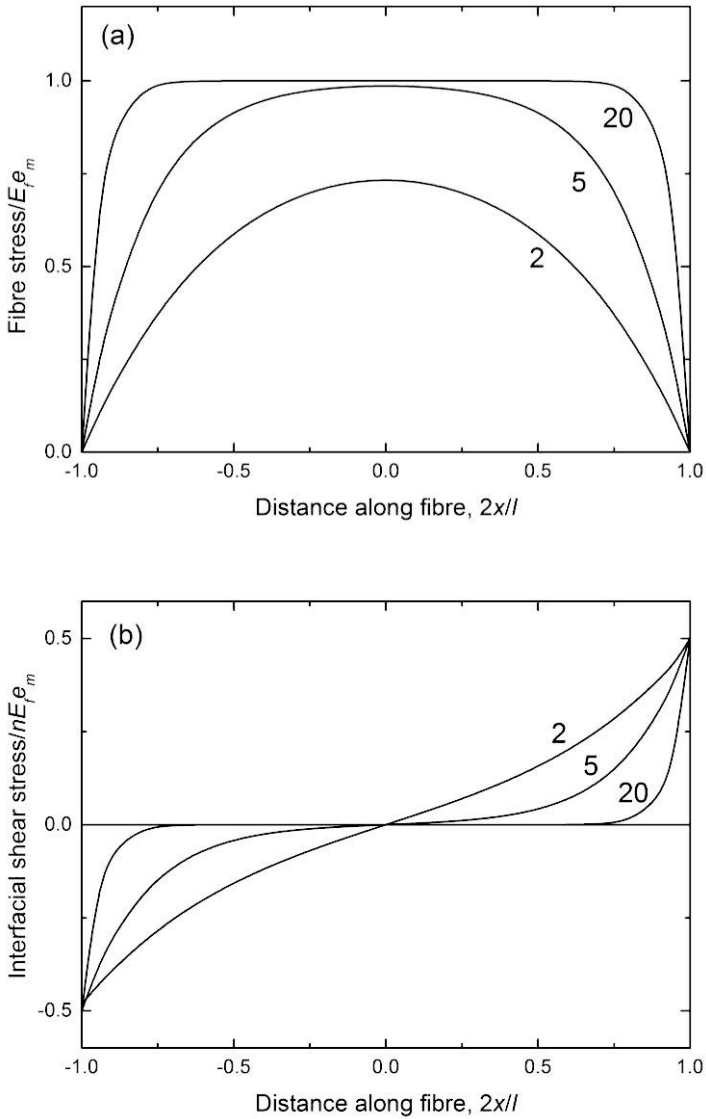 (a)
Fibre stress/E_f e_m
1.0
0.5
0.0
20
5
2
-1.0 -0.5 0.0 0.5 1.0
Distance along fibre, 2x/l
(b)
Interfacial shear stress/nE_f e_m
0.5
0.0
-0.5
2
5
20
-1.0 -0.5 0.0 0.5 1.0
Distance along fibre, 2x/l